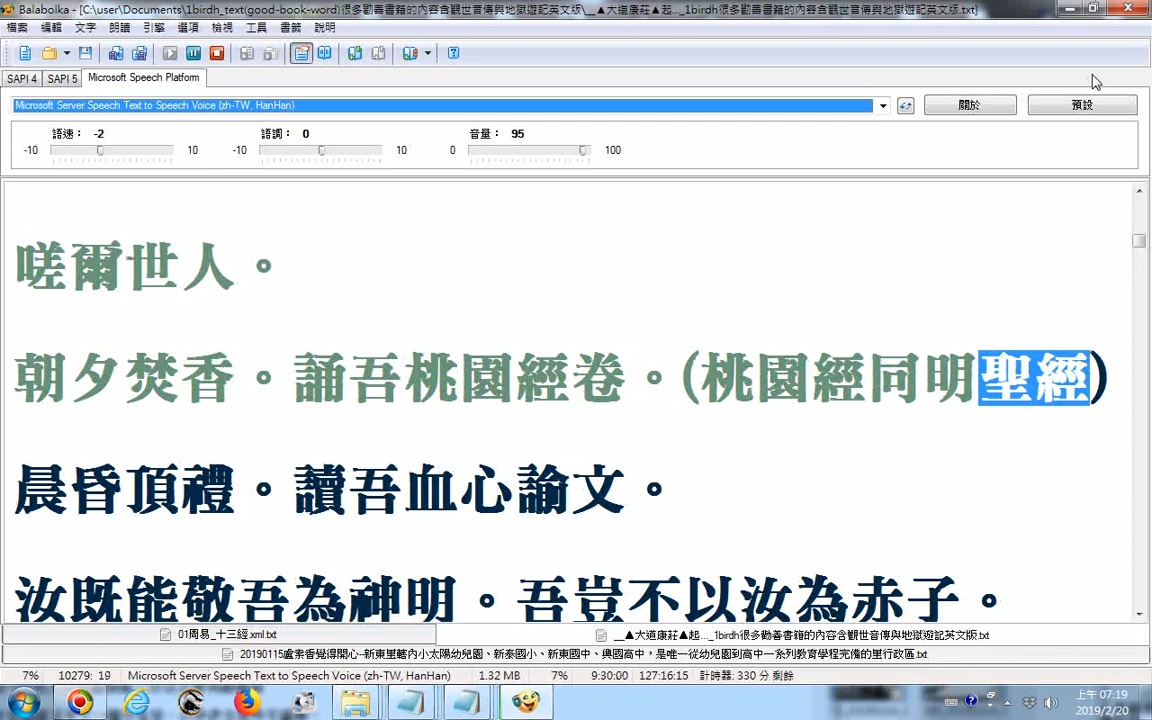 Balabolka - [C:\user\Documents\1birdh_text(good-book-word)很多勸善書籍的內容含觀世音傳與地獄遊記英文版\__▲大道康莊▲起..._1birdh很多勸善書籍的內容含觀世音傳與地獄遊記英文版.txt]
檔案 編輯 文字 朗讀 引擎 選項 檢視 工具 書籤 說明
SAPI 4 SAPI 5 Microsoft Speech Platform
Microsoft Server Speech Text to Speech Voice (zh-TW, HanHan) 關於 預設
語速: -2 語調: 0 音量: 95
-10 10 -10 10 0 100
嗟爾世人。
朝夕焚香。誦吾桃園經卷。(桃園經同明聖經)
晨昏頂禮。讀吾血心諭文。
汝既能敬吾為神明。吾豈不以汝為赤子。
01周易_十三經.xml.txt __▲大道康莊▲起..._1birdh很多勸善書籍的內容含觀世音傳與地獄遊記英文版.txt
20190115盧素香覺得開心-新東里轄內小太陽幼兒園、新泰國小、新東國中、興國高中，是唯一從幼兒園到高中一系列教育學程完備的里行政區.txt
7% 10279: 19 Microsoft Server Speech Text to Speech Voice (zh-TW, HanHan) 1.32 MB 7% 9:30:00 127:16:15 計時器: 330 分 剩餘
上午 07:19
2019/2/20